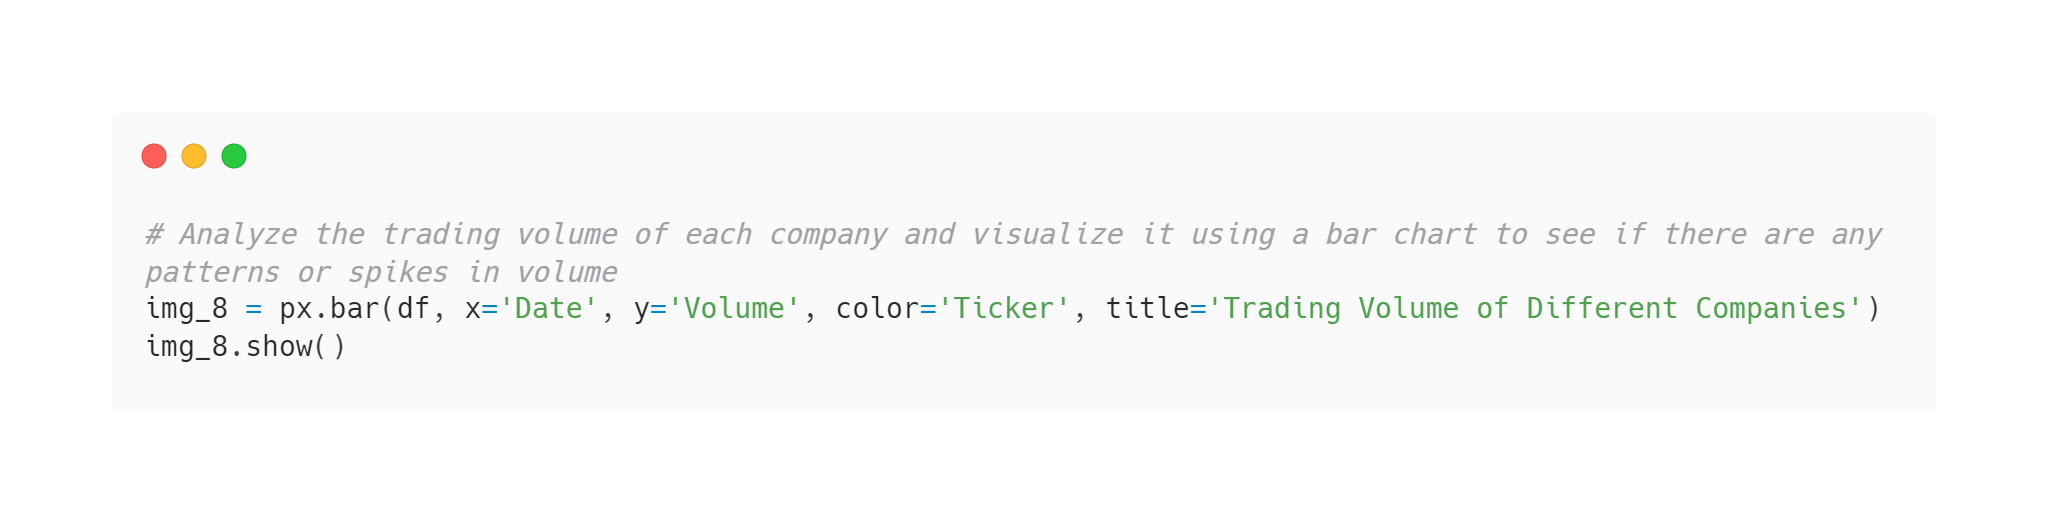 # Analyze the trading volume of each company and visualize it using a bar chart to see if there are any
patterns or spikes in volume
img_8 = px.bar(df, x='Date', y='Volume', color='Ticker', title='Trading Volume of Different Companies')
img_8.show()